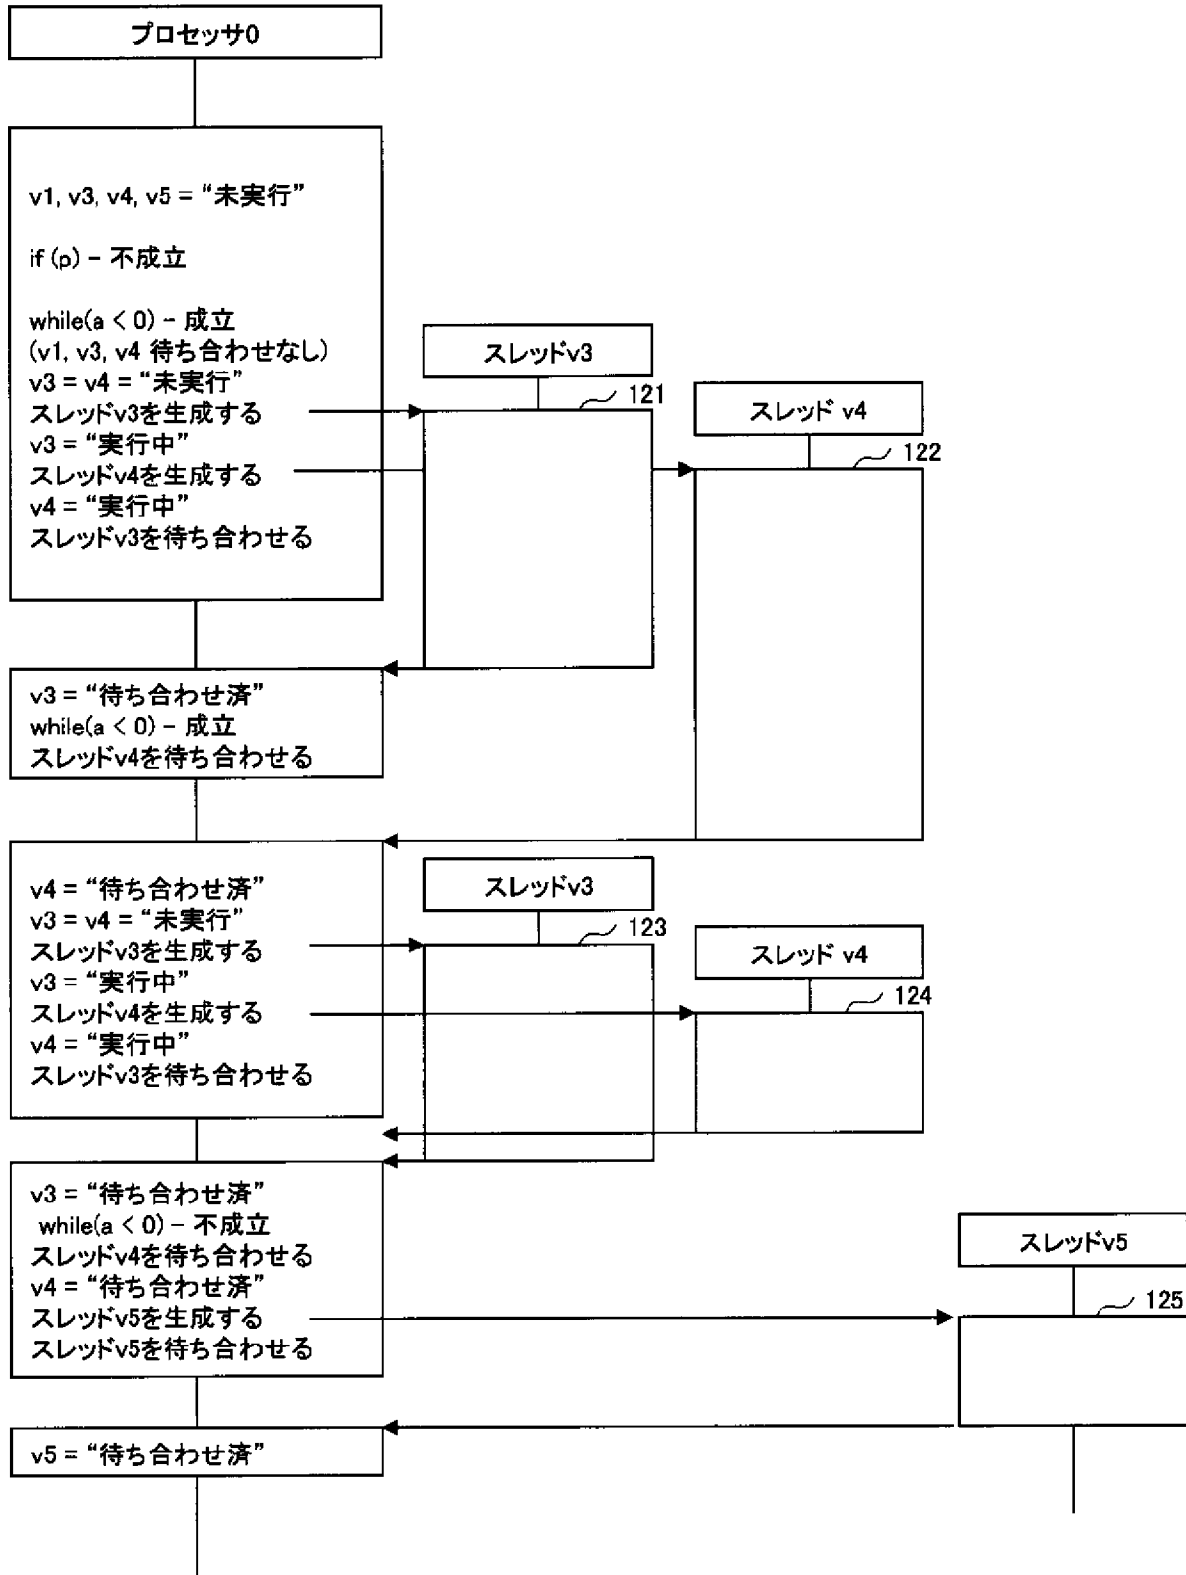 プロセッサ0
v1, v3, v4, v5 = “未実行”
if (p) − 不成立
while(a < 0) − 成立
(v1, v3, v4 待ち合わせなし)
v3 = v4 = “未実行”
スレッドv3を生成する
v3 = “実行中”
スレッドv4を生成する
v4 = “実行中”
スレッドv3を待ち合わせる
スレッドv3
121
スレッド v4
122
v3 = “待ち合わせ済”
while(a < 0) − 成立
スレッドv4を待ち合わせる
v4 = “待ち合わせ済”
v3 = v4 = “未実行”
スレッドv3を生成する
v3 = “実行中”
スレッドv4を生成する
v4 = “実行中”
スレッドv3を待ち合わせる
スレッドv3
123
スレッド v4
124
v3 = “待ち合わせ済”
while(a < 0) − 不成立
スレッドv4を待ち合わせる
v4 = “待ち合わせ済”
スレッドv5を生成する
スレッドv5を待ち合わせる
スレッドv5
125
v5 = “待ち合わせ済”